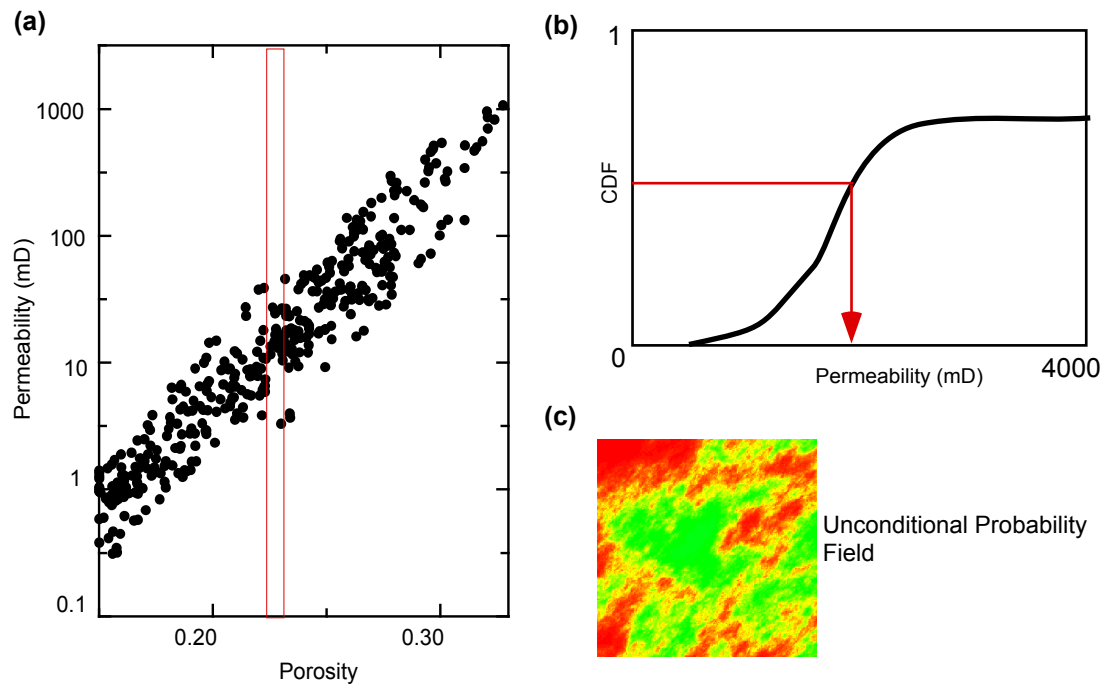 (a)
1000
100
10
1
0.1
Permeability (mD)
0.20
0.30
Porosity
(b)
1
CDF
0
Permeability (mD)
4000
(c)
Unconditional Probability
Field